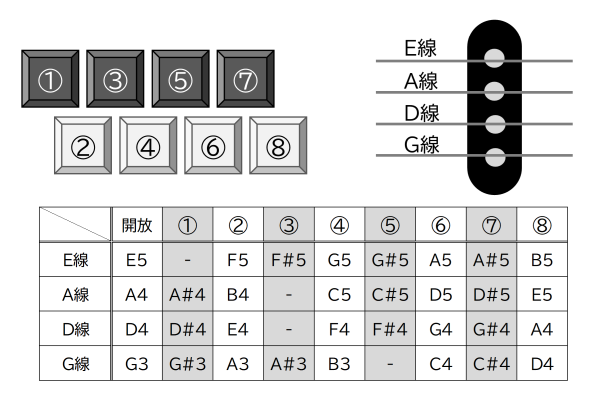 ① ③ ⑤ ⑦
② ④ ⑥ ⑧
E線
A線
D線
G線
開放 ① ② ③ ④ ⑤ ⑥ ⑦ ⑧
E線 E5 - F5 F#5 G5 G#5 A5 A#5 B5
A線 A4 A#4 B4 - C5 C#5 D5 D#5 E5
D線 D4 D#4 E4 - F4 F#4 G4 G#4 A4
G線 G3 G#3 A3 A#3 B3 - C4 C#4 D4